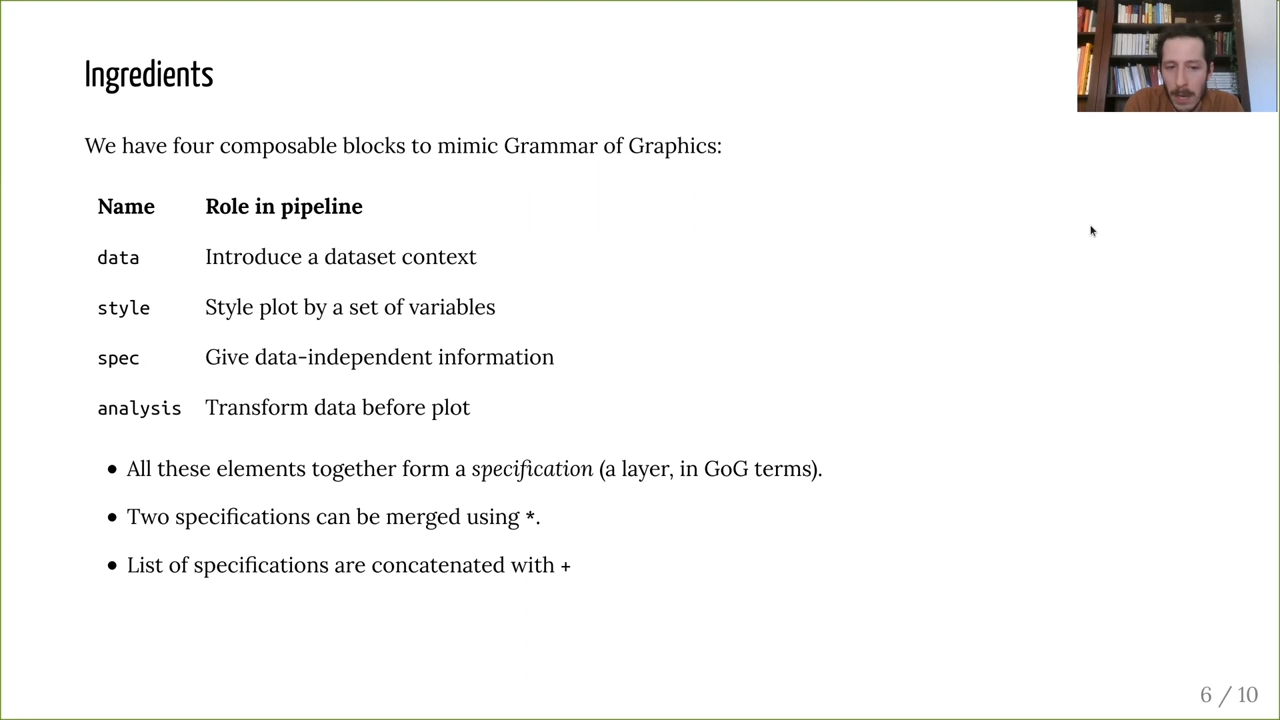 Ingredients
We have four composable blocks to mimic Grammar of Graphics:
Name Role in pipeline
data Introduce a dataset context
style Style plot by a set of variables
spec Give data-independent information
analysis Transform data before plot
• All these elements together form a specification (a layer, in GoG terms).
• Two specifications can be merged using *.
• List of specifications are concatenated with +
6 / 10